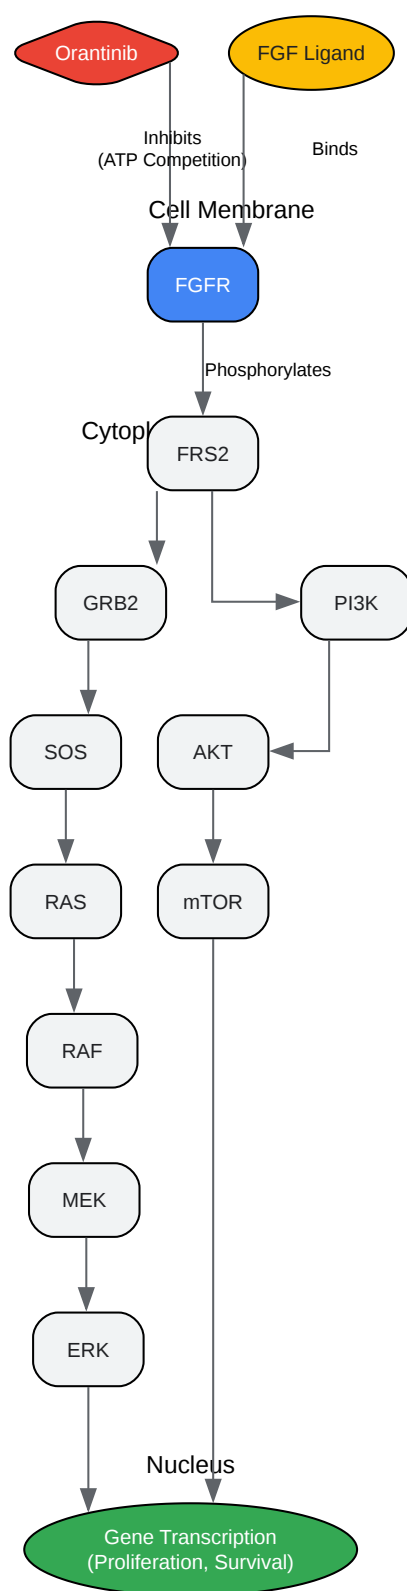 Orantinib
FGF Ligand
Inhibits
(ATP Competition)
Binds
Cell Membrane
FGFR
Phosphorylates
FRS2
GRB2
PI3K
SOS
AKT
RAS
mTOR
RAF
MEK
ERK
Nucleus
Gene Transcription
(Proliferation, Survival)